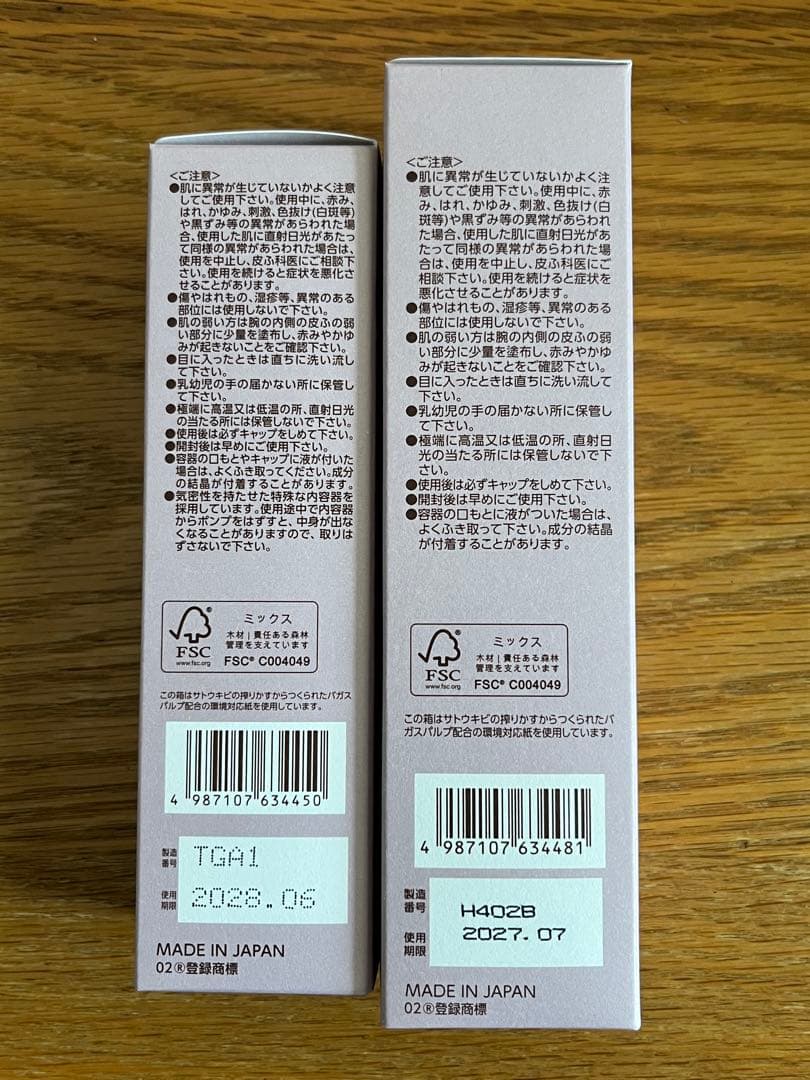 <ご注意>
●肌に異常が生じていないかよく注意
してご使用下さい。使用中に、赤み、
はれ、かゆみ、刺激、色抜け(白斑等)
や黒ずみ等の異常があらわれた場
合、使用した肌に直射日光があたっ
て同様の異常があらわれた場合は、
使用を中止し、皮ふ科医にご相談下
さい。使用を続けると症状を悪化さ
せることがあります。
●傷やはれもの、湿疹等、異常のある
部位には使用しないで下さい。
●肌の弱い方は腕の内側の皮ふの弱
い部分に少量を塗布し、赤みやかゆ
みが起きないことをご確認下さい。
●目に入ったときは直ちに洗い流し
て下さい。
●乳幼児の手の届かない所に保管し
て下さい。
●極端に高温又は低温の所、直射日光
の当たる所には保管しないで下さい。
●使用後は必ずキャップをしめて下さい。
●開封後は早めにご使用下さい。
●容器の口もとやキャップに液が付いた
場合は、よくふき取ってください。成分
の結晶が付着することがあります。
●気密性を持たせた特殊な内容器を
採用しています。使用途中で内容器
からポンプをはずすと、中身が出な
くなることがありますので、取りは
ずさないで下さい。
FSC
www.fsc.org
ミックス
木材|責任ある森林
管理を支えています
FSC® C004049
この箱はサトウキビの搾りかすからつくられたバガス
パルプ配合の環境対応紙を使用しています。
4 987107 634450
製造
番号
TGA1
使用
期限
2028.06
MADE IN JAPAN
02®登録商標
<ご注意>
●肌に異常が生じていないかよく注
意してご使用下さい。使用中に、赤
み、はれ、かゆみ、刺激、色抜け(白
斑等)や黒ずみ等の異常があらわれ
た場合、使用した肌に直射日光があ
たって同様の異常があらわれた場
合は、使用を中止し、皮ふ科医にご
相談下さい。使用を続けると症状を
悪化させることがあります。
●傷やはれもの、湿疹等、異常のある
部位には使用しないで下さい。
●肌の弱い方は腕の内側の皮ふの弱
い部分に少量を塗布し、赤みやかゆ
みが起きないことをご確認下さい。
●目に入ったときは直ちに洗い流して
下さい。
●乳幼児の手の届かない所に保管し
て下さい。
●極端に高温又は低温の所、直射日
光の当たる所には保管しないで下
さい。
●使用後は必ずキャップをしめて下さい。
●開封後は早めにご使用下さい。
●容器の口もとに液がついた場合は、
よくふき取って下さい。成分の結晶
が付着することがあります。
FSC
www.fsc.org
ミックス
木材|責任ある森林
管理を支えています
FSC® C004049
この箱はサトウキビの搾りかすからつくられたバ
ガスパルプ配合の環境対応紙を使用しています。
4 987107 634481
製造
番号
H402B
使用
期限
2027.07
MADE IN JAPAN
02®登録商標